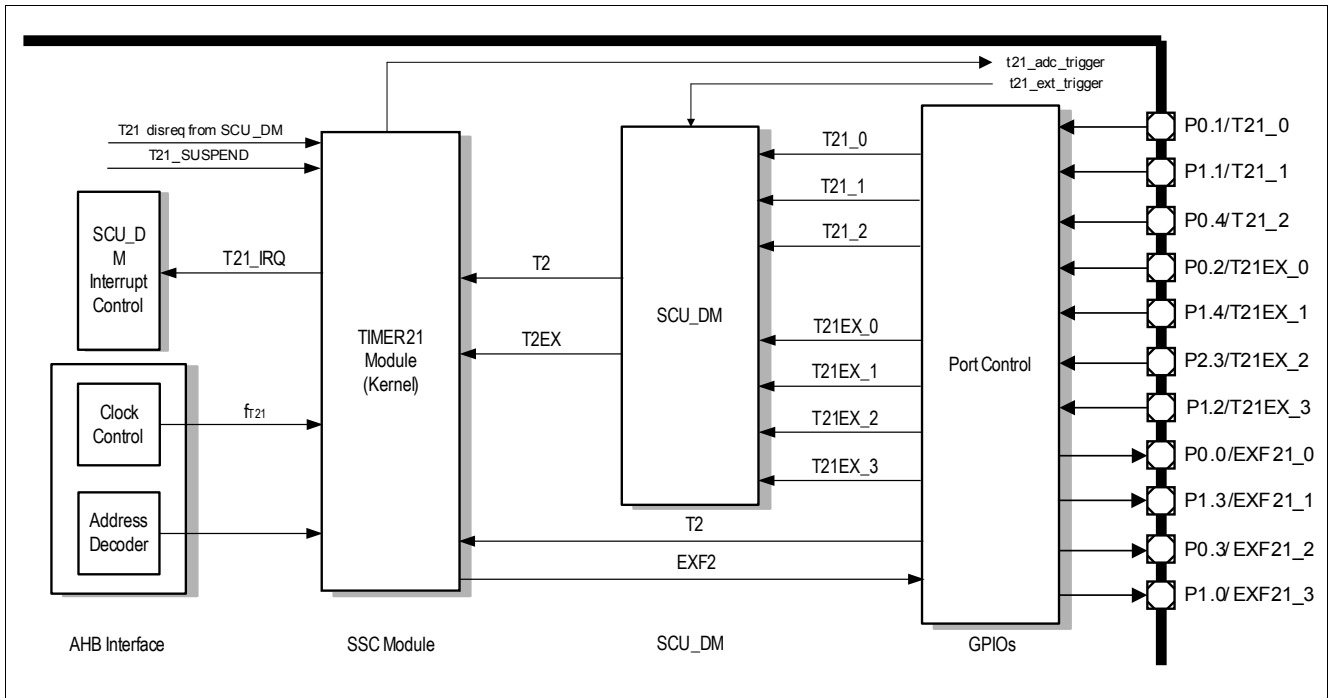 t21_adc_trigger
t21_ext_trigger
T21 disreq from SCU_DM
T21_SUSPEND
SCU_D
M
Interrupt
Control
T21_IRQ
Clock
Control
fT21
Address
Decoder
AHB Interface
TIMER21
Module
(Kernel)
SSC Module
T2
T2EX
SCU_DM
SCU_DM
T21_0
T21_1
T21_2
T21EX_0
T21EX_1
T21EX_2
T21EX_3
T2
EXF2
Port Control
GPIOs
P0.1/T21_0
P1.1/T21_1
P0.4/T21_2
P0.2/T21EX_0
P1.4/T21EX_1
P2.3/T21EX_2
P1.2/T21EX_3
P0.0/EXF21_0
P1.3/EXF21_1
P0.3/EXF21_2
P1.0/EXF21_3